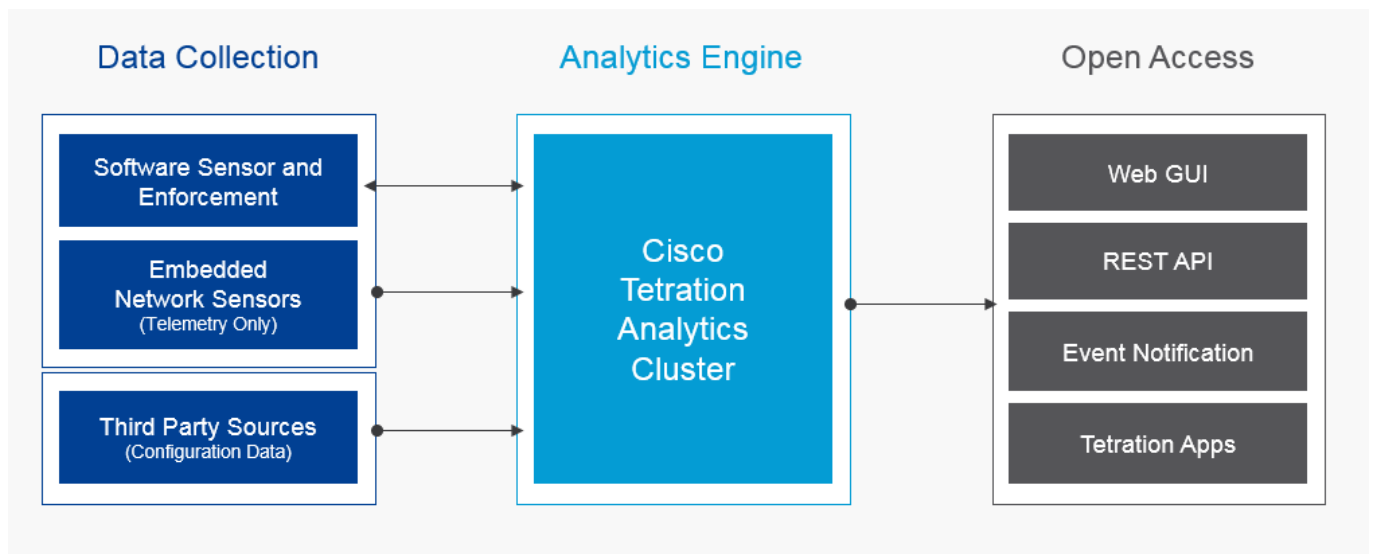 Data Collection
Analytics Engine
Open Access
Software Sensor and
Enforcement
Embedded
Network Sensors
(Telemetry Only)
Third Party Sources
(Configuration Data)
Cisco
Tetration
Analytics
Cluster
Web GUI
REST API
Event Notification
Tetration Apps